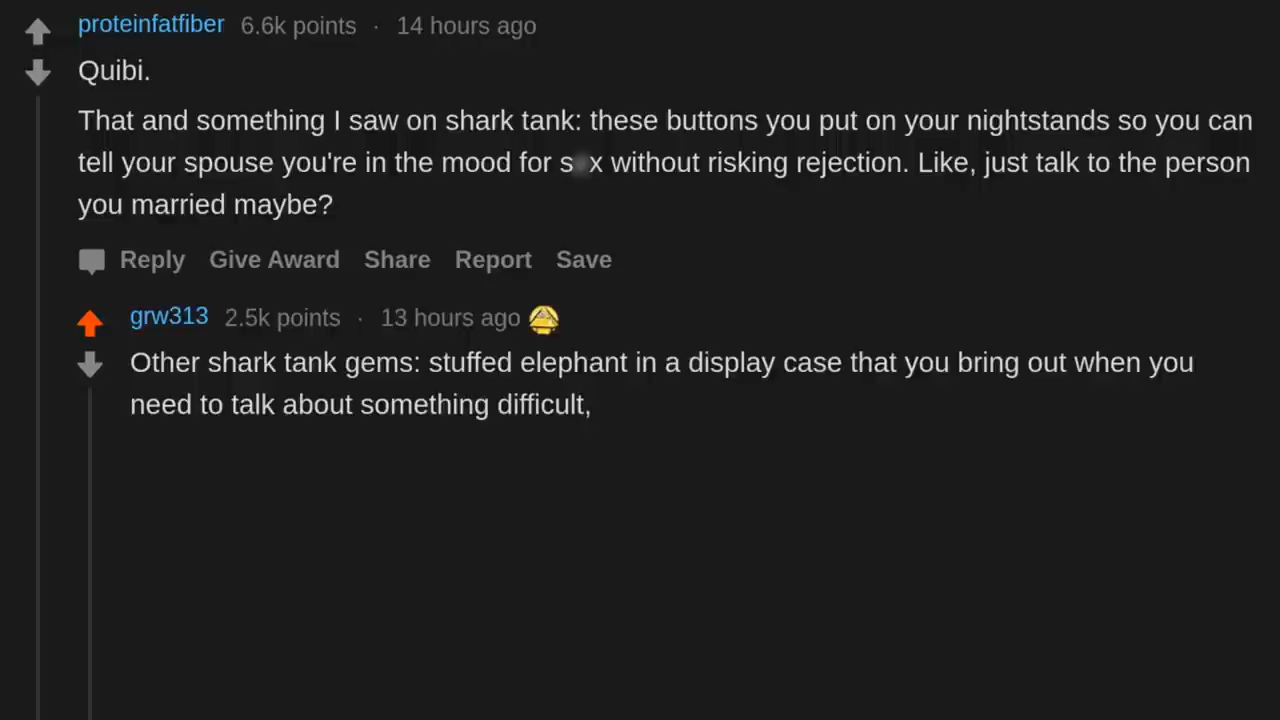 proteinfatfiber 6.6k points · 14 hours ago
Quibi.
That and something I saw on shark tank: these buttons you put on your nightstands so you can
tell your spouse you're in the mood for s x without risking rejection. Like, just talk to the person
you married maybe?
Reply Give Award Share Report Save
grw313 2.5k points · 13 hours ago
Other shark tank gems: stuffed elephant in a display case that you bring out when you
need to talk about something difficult,